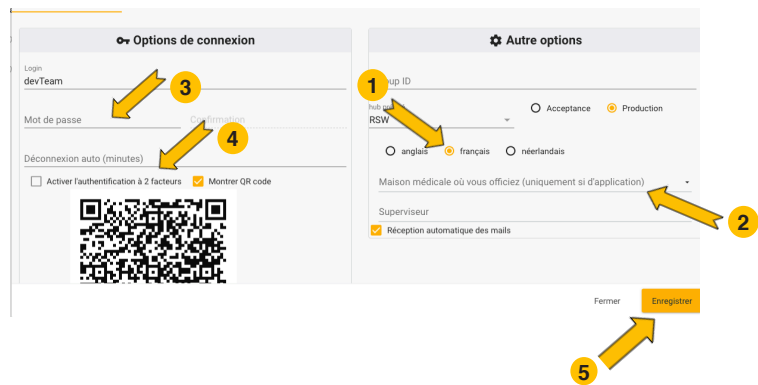 Options de connexion
Login
devTeam
3
Mot de passe
Confirmation
4
Déconnexion auto (minutes)
Activer l'authentification à 2 facteurs
Montrer QR code
Autre options
1
ID
hub
RSW
Acceptance
Production
anglais
français
néerlandais
Maison médicale où vous officiez (uniquement si d'application)
2
Superviseur
Réception automatique des mails
Fermer
Enregistrer
5